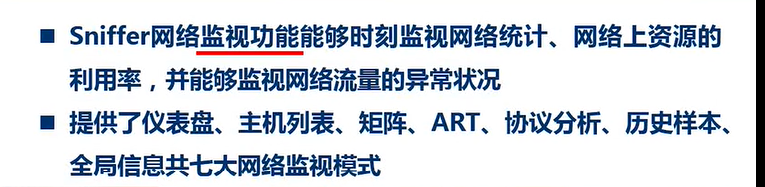 ■ Sniffer网络监视功能能够时刻监视网络统计、网络上资源的
利用率，并能够监视网络流量的异常状况
■ 提供了仪表盘、主机列表、矩阵、ART、协议分析、历史样本、
全局信息共七大网络监视模式